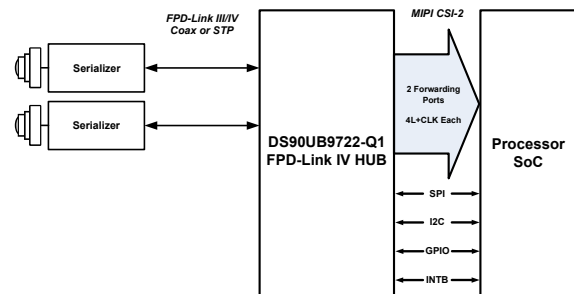 FPD-Link III/IV
Coax or STP
MIPI CSI-2
Serializer
Serializer
DS90UB9722-Q1
FPD-Link IV HUB
2 Forwarding
Ports
4L+CLK Each
Processor
SoC
SPI
I2C
GPIO
INTB